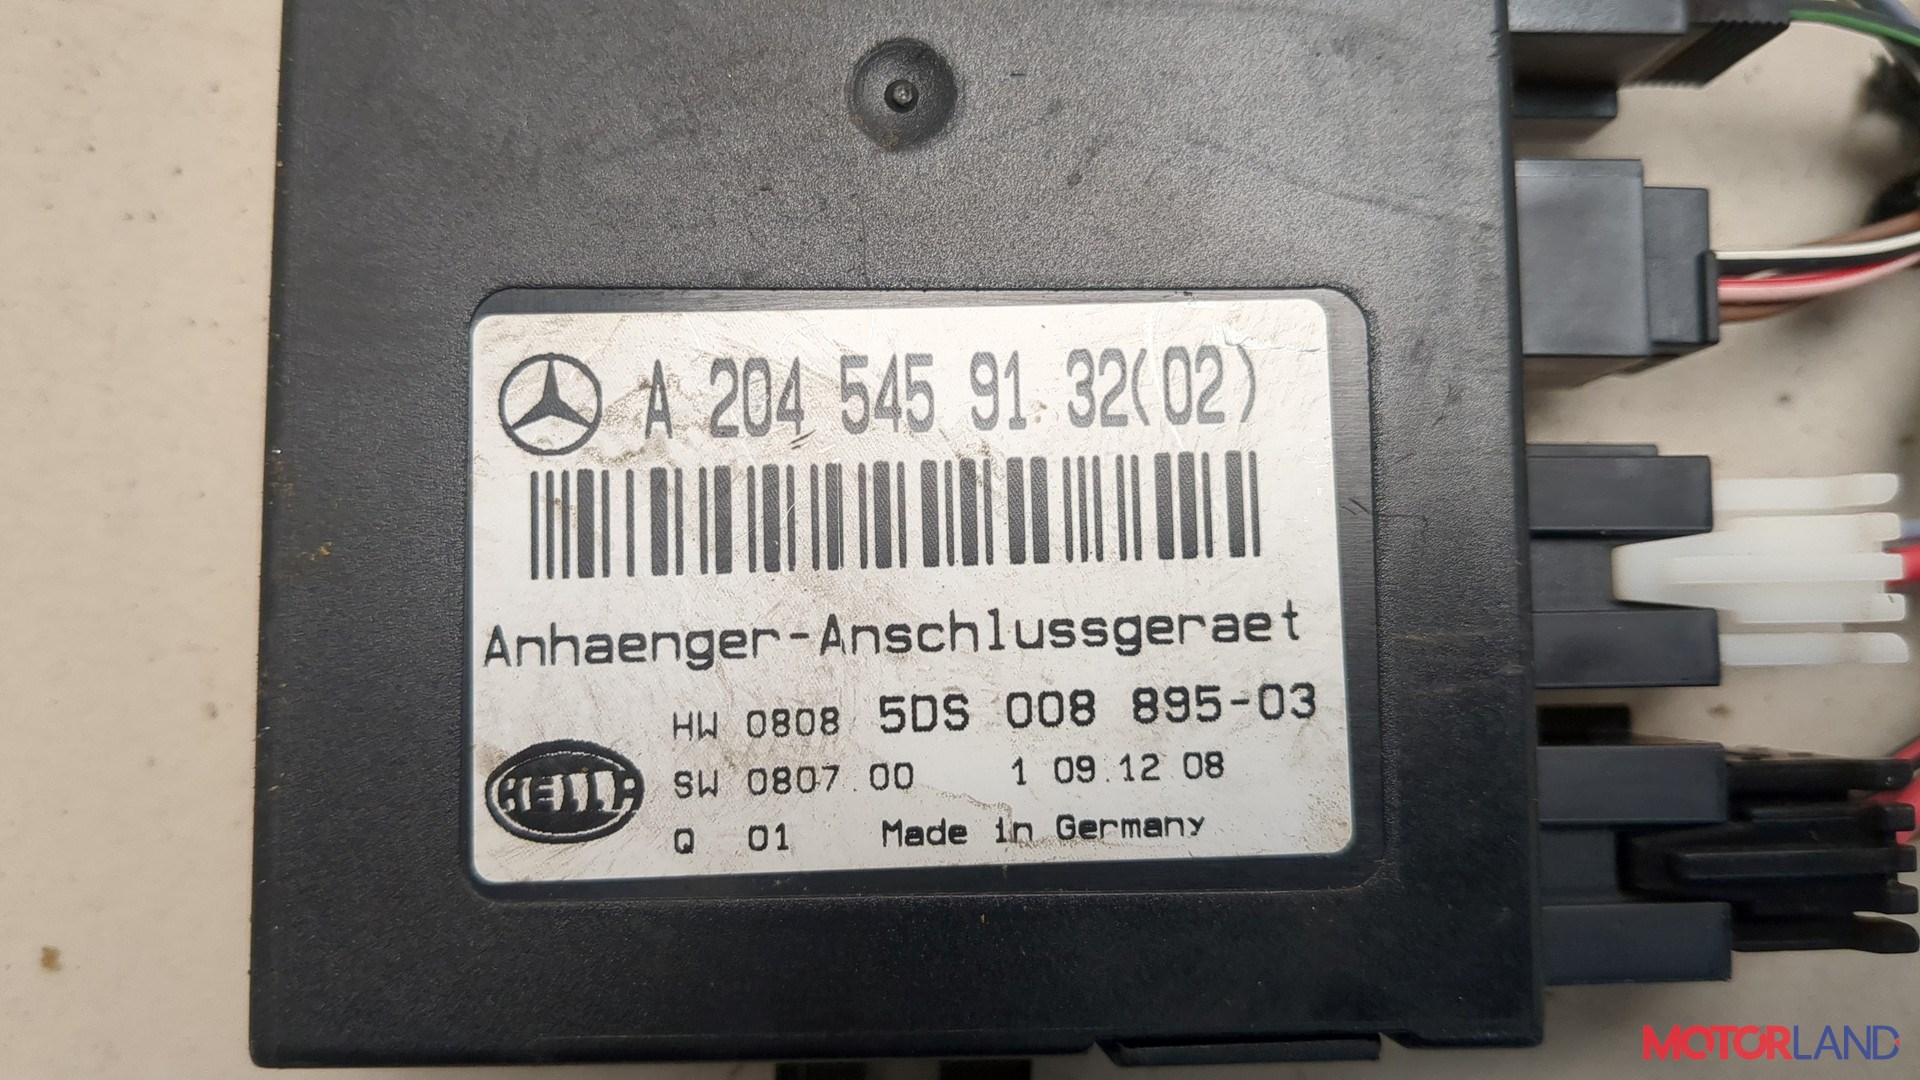 A 204 545 91 32(02)
Anhaenger-Anschlussgeraet
HW 0808 5DS 008 895-03
HELLA
SW 0807.00 1 09.12.08
Q 01 Made in Germany
MOTORLAND